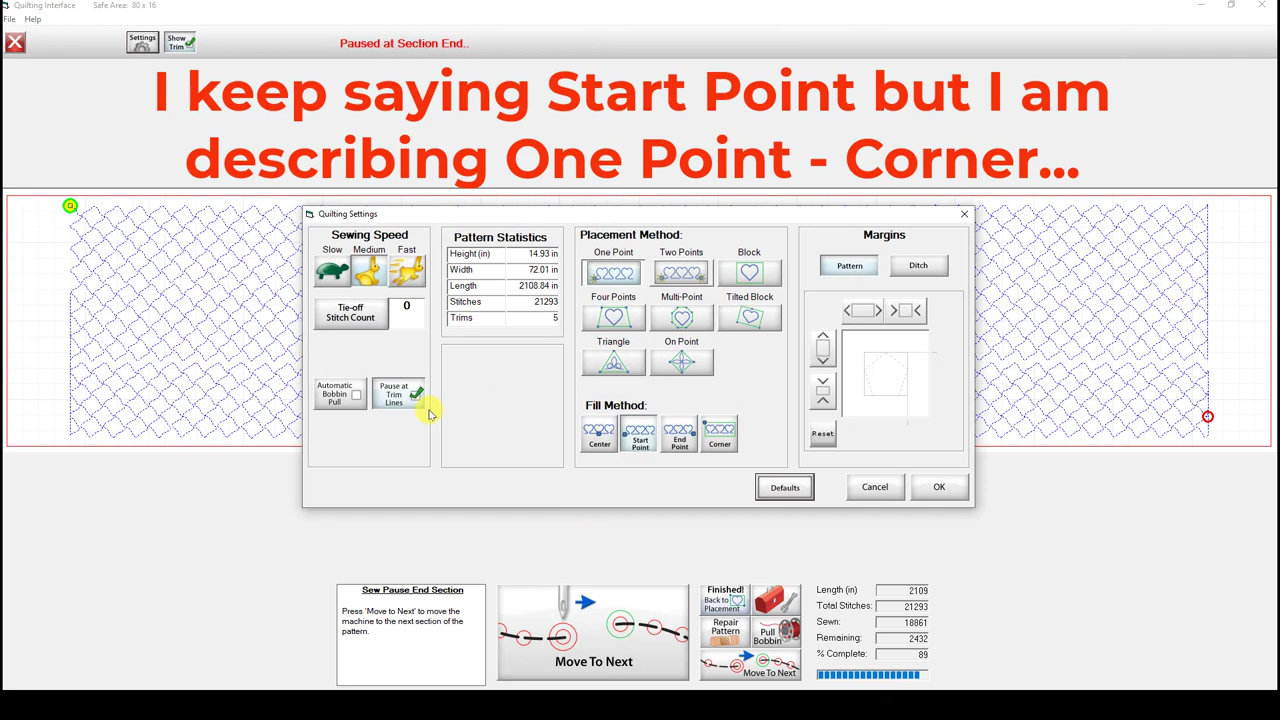 Quilting Interface Safe Area: 80 x 16
File Help
Settings
Show
Trim
Paused at Section End..
I keep saying Start Point but I am
describing One Point - Corner...
Quilting Settings
Sewing Speed
Slow Medium Fast
Tie-off
Stitch Count
0
Automatic
Bobbin
Pull
Pause at
Trim
Lines
Pattern Statistics
Height(in) 14.93 in
Width 72.01 in
Length 2108.84 in
Stitches 21293
Trims 5
Placement Method:
One Point Two Points Block
Four Points Multi-Point Tilted Block
Triangle On Point
Fill Method:
Center
Start
Point
End
Point
Corner
Margins
Pattern Ditch
Reset
Defaults Cancel OK
Sew Pause End Section
Press 'Move to Next' to move the
machine to the next section of the
pattern.
Move To Next
Finished!
Back to
Placement
Repair
Pattern
Pull
Bobbin
Move To Next
Length (in) 2109
Total Stitches: 21293
Sewn: 18861
Remaining: 2432
% Complete: 89